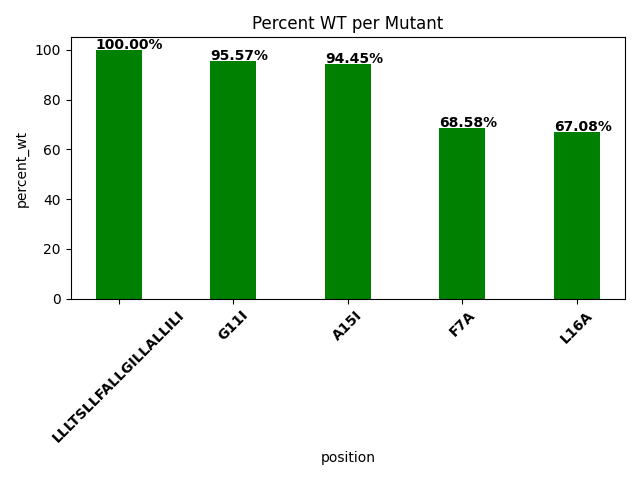 Percent WT per Mutant
100.00%
95.57%
94.45%
68.58%
67.08%
percent_wt
100
80
60
40
20
0
LLLTSLLFALLGILLALLILI
G11I
A15I
F7A
L16A
position